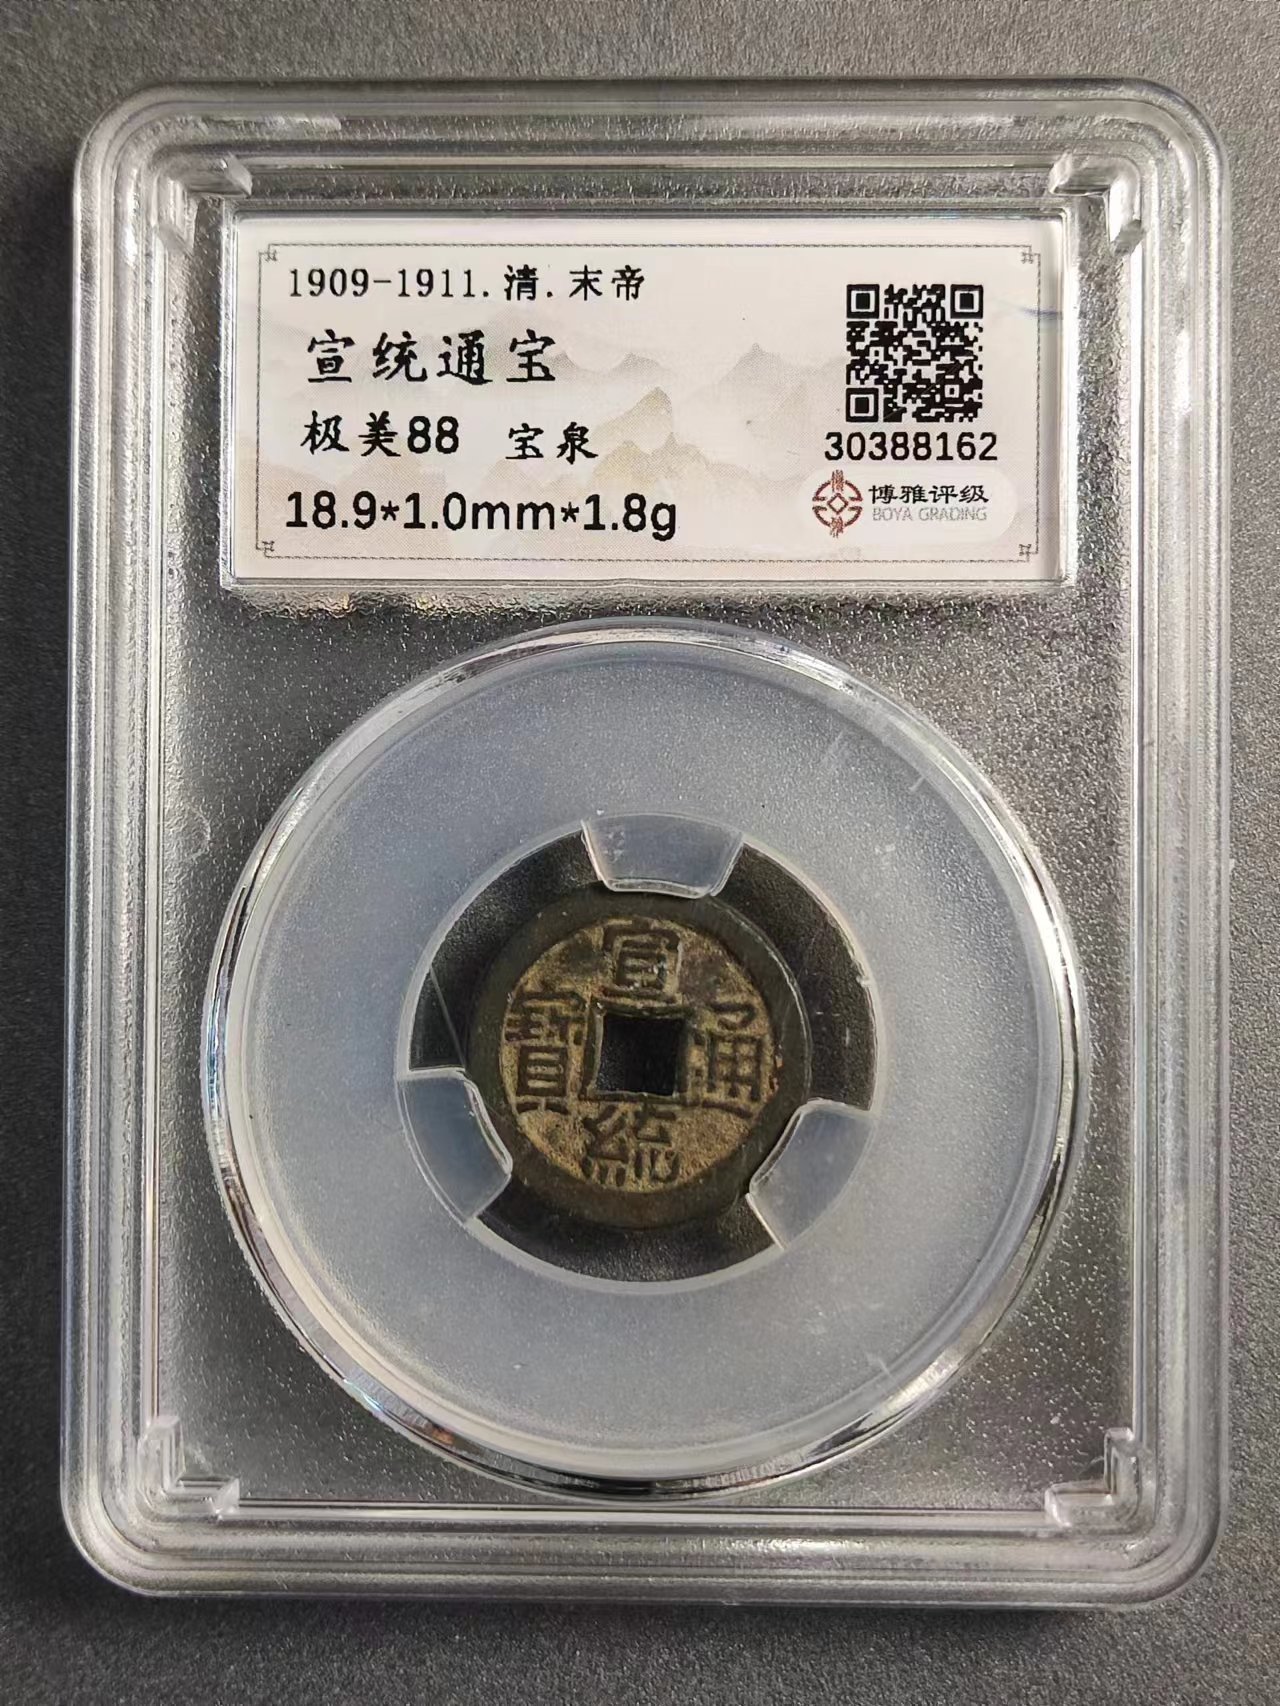 1909-1911.清.末帝
宣统通宝
极美88 宝泉
18.9*1.0mm*1.8g
30388162
博雅评级
BOYA GRADING
宣
寶 通
統